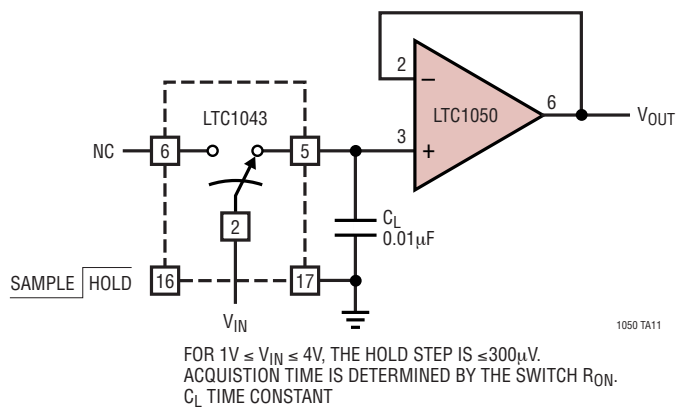 2
6
LTC1050
V_OUT
−
3
+
LTC1043
NC
6
5
2
C_L
0.01µF
SAMPLE HOLD
16
17
V_IN
1050 TA11
FOR 1V ≤ V_IN ≤ 4V, THE HOLD STEP IS ≤300µV.
ACQUISTION TIME IS DETERMINED BY THE SWITCH R_ON.
C_L TIME CONSTANT